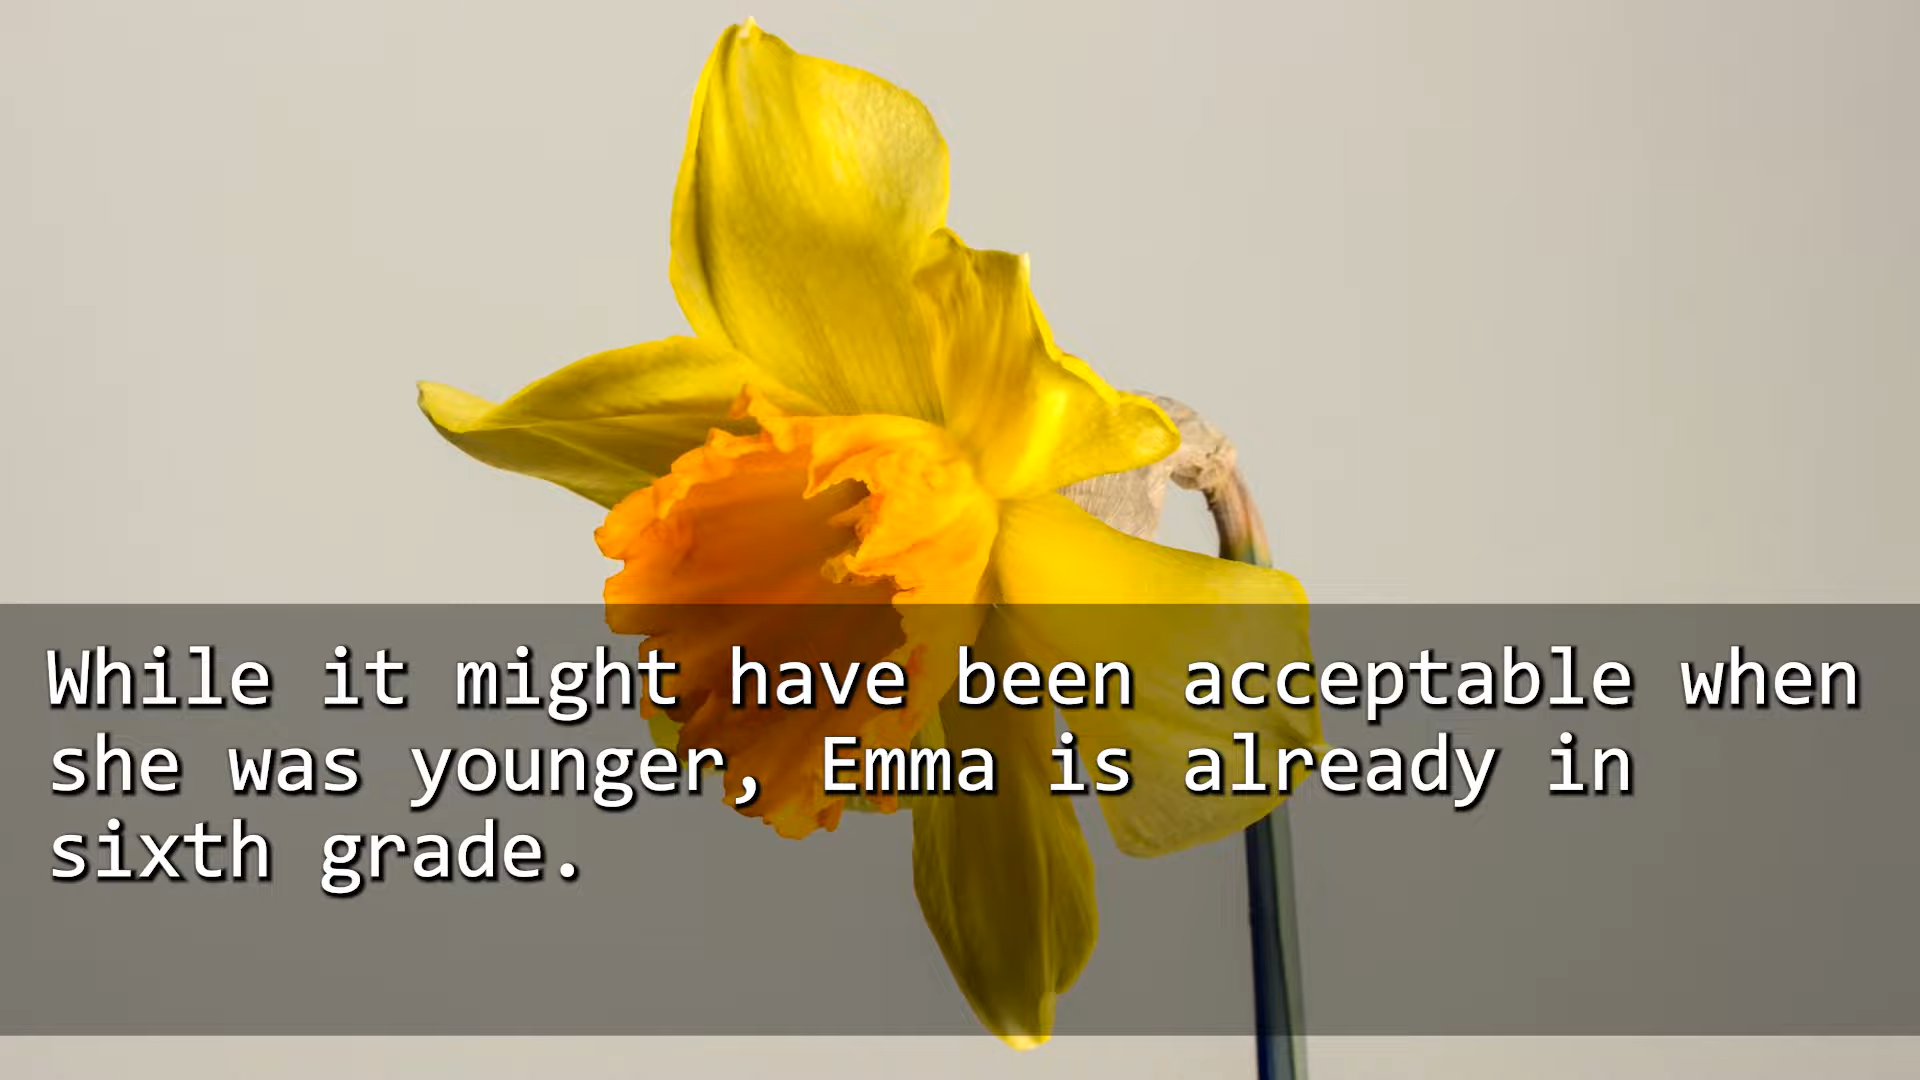 While it might have been acceptable when
she was younger, Emma is already in
sixth grade.